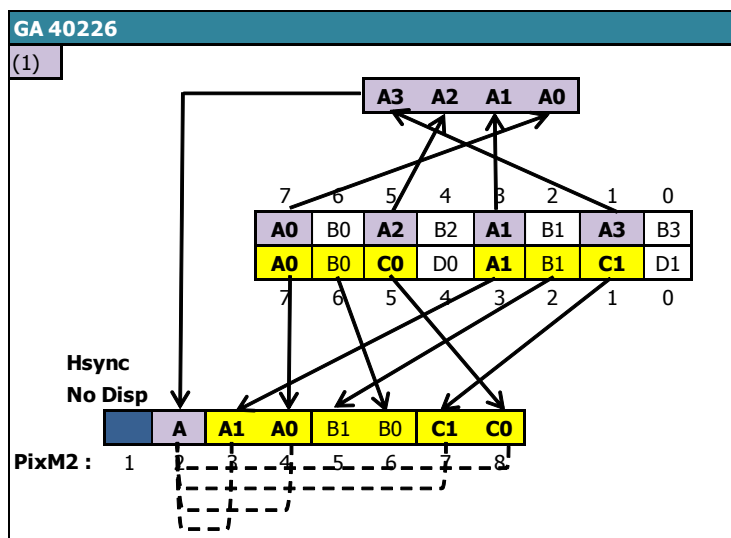 GA 40226
(1)
A3 A2 A1 A0
7 6 5 4 3 2 1 0
A0 B0 A2 B2 A1 B1 A3 B3
A0 B0 C0 D0 A1 B1 C1 D1
7 6 5 4 3 2 1 0
Hsync
No Disp
A A1 A0 B1 B0 C1 C0
PixM2 : 1 2 3 4 5 6 7 8